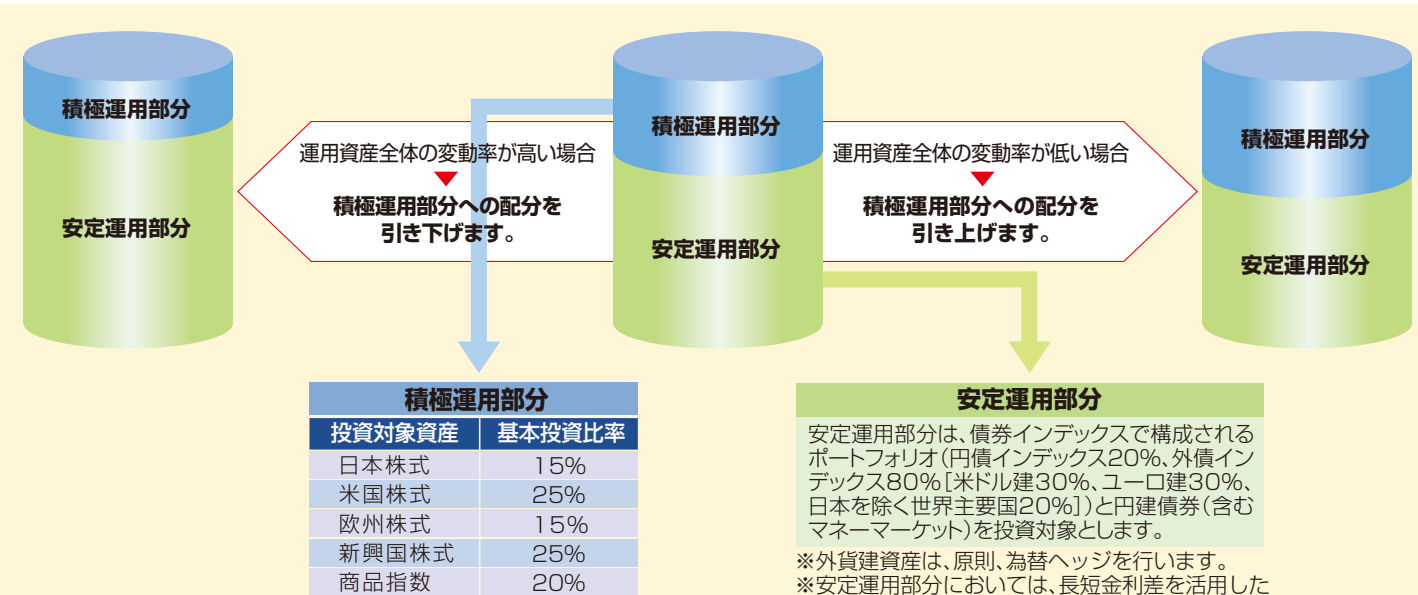 積極運用部分
安定運用部分
運用資産全体の変動率が高い場合
積極運用部分への配分を
引き下げます。
積極運用部分
安定運用部分
運用資産全体の変動率が低い場合
積極運用部分への配分を
引き上げます。
積極運用部分
安定運用部分
積極運用部分
投資対象資産 基本投資比率
日本株式 15%
米国株式 25%
欧州株式 15%
新興国株式 25%
商品指数 20%
安定運用部分
安定運用部分は、債券インデックスで構成される
ポートフォリオ(円債インデックス20%、外債イン
デックス80%[米ドル建30%、ユーロ建30%、
日本を除く世界主要国20%])と円建債券(含む
マネーマーケット)を投資対象とします。
※外貨建資産は、原則、為替ヘッジを行います。
※安定運用部分においては、長短金利差を活用した